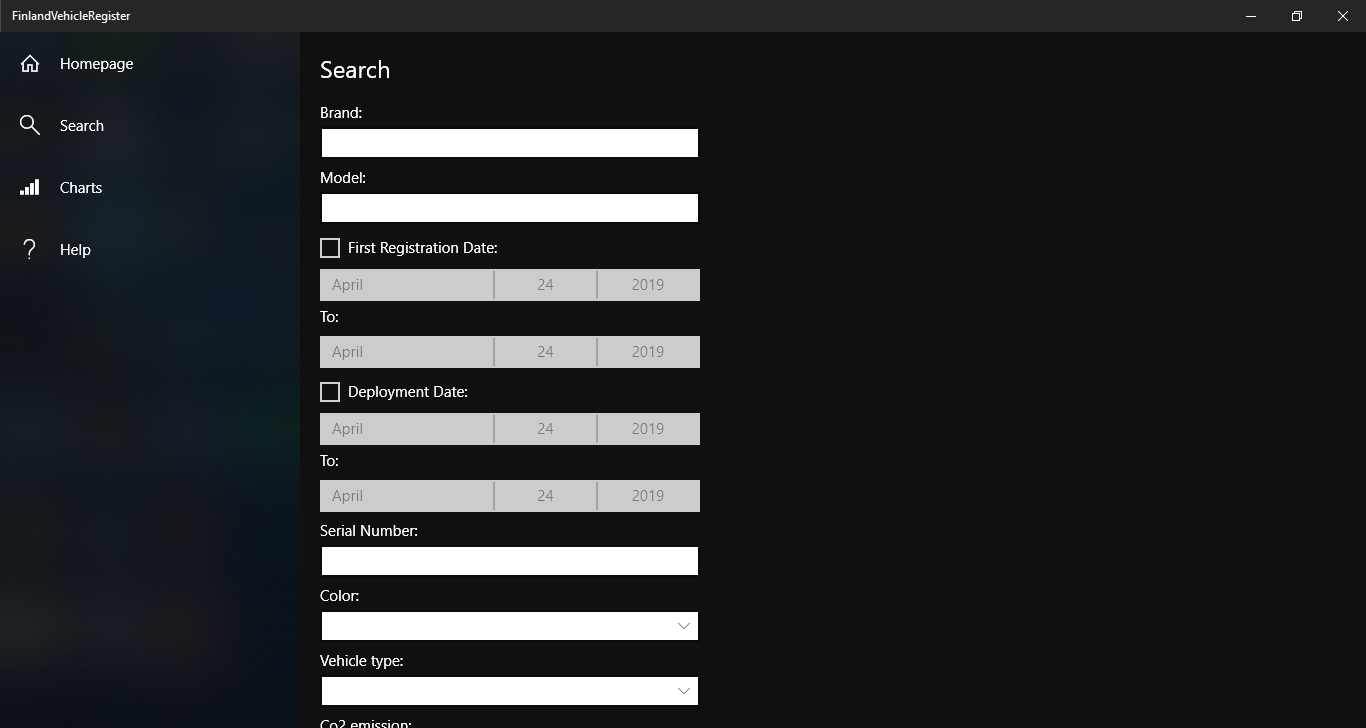 FinlandVehicleRegister
Homepage
Search
Charts
Help
Search
Brand:
Model:
First Registration Date:
April 24 2019
To:
April 24 2019
Deployment Date:
April 24 2019
To:
April 24 2019
Serial Number:
Color:
Vehicle type:
Co2 emission: